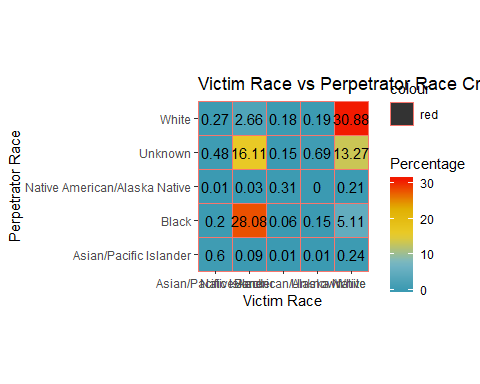 Victim Race vs Perpetrator Race Cr
colour
red
Percentage
30
20
10
0
Perpetrator Race
White 0.27 2.66 0.18 0.19 30.88
Unknown 0.48 16.11 0.15 0.69 13.27
Native American/Alaska Native 0.01 0.03 0.31 0 0.21
Black 0.2 28.08 0.06 0.15 5.11
Asian/Pacific Islander 0.6 0.09 0.01 0.01 0.24
Victim Race